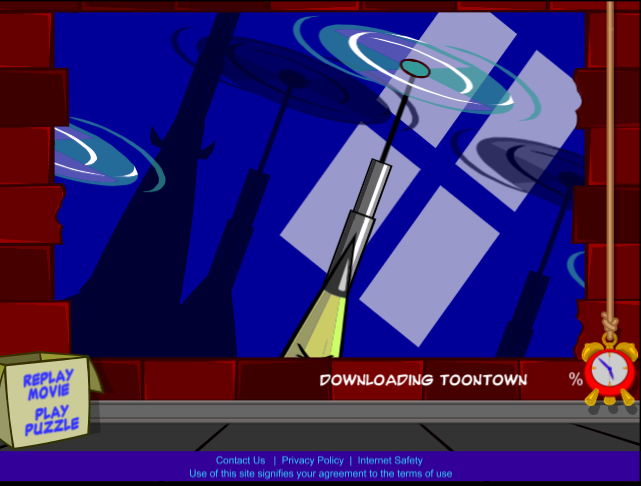 DOWNLOADING TOONTOWN %
REPLAY
MOVIE
PLAY
PUZZLE
Contact Us | Privacy Policy | Internet Safety
Use of this site signifies your agreement to the terms of use